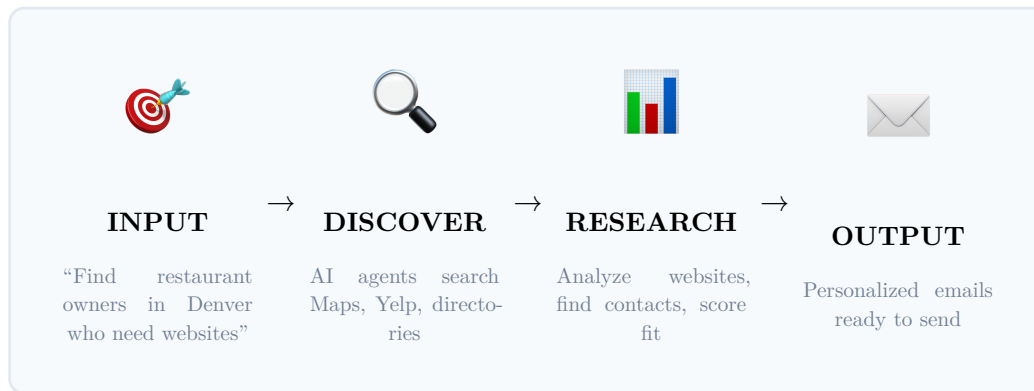 INPUT
“Find restaurant
owners in Denver
who need websites”
→
DISCOVER
AI agents search
Maps, Yelp, directo-
ries
→
RESEARCH
Analyze websites,
find contacts, score
fit
→
OUTPUT
Personalized emails
ready to send